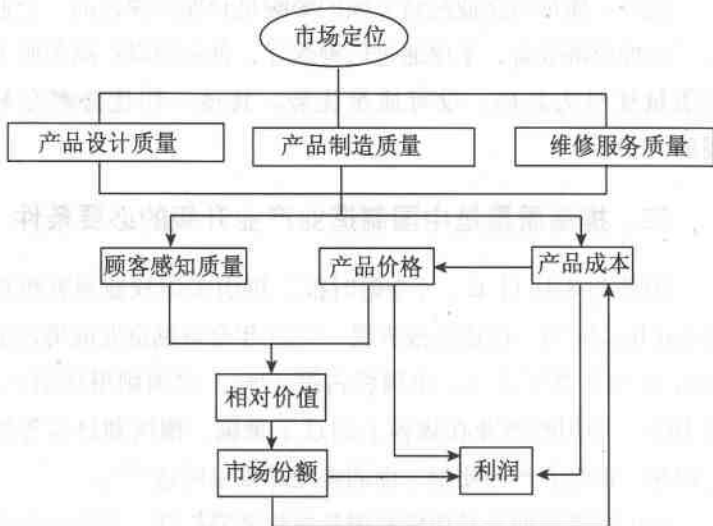 市场定位
产品设计质量
产品制造质量
维修服务质量
顾客感知质量
产品价格
产品成本
相对价值
市场份额
利润